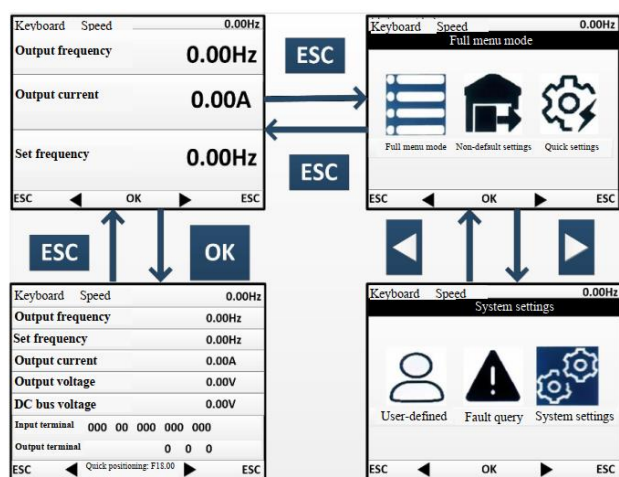 Keyboard Speed 0.00Hz
Output frequency 0.00Hz
Output current 0.00A
Set frequency 0.00Hz
ESC OK ESC
ESC
ESC
Keyboard Speed 0.00Hz
Full menu mode
Full menu mode Non-default settings Quick settings
ESC OK ESC
ESC
OK
Keyboard Speed 0.00Hz
Output frequency 0.00Hz
Set frequency 0.00Hz
Output current 0.00A
Output voltage 0.00V
DC bus voltage 0.00V
Input terminal 000 00 000 000 000
Output terminal 0 0 0
ESC Quick positioning: F18.00 ESC
Keyboard Speed 0.00Hz
System settings
User-defined Fault query System settings
ESC OK ESC